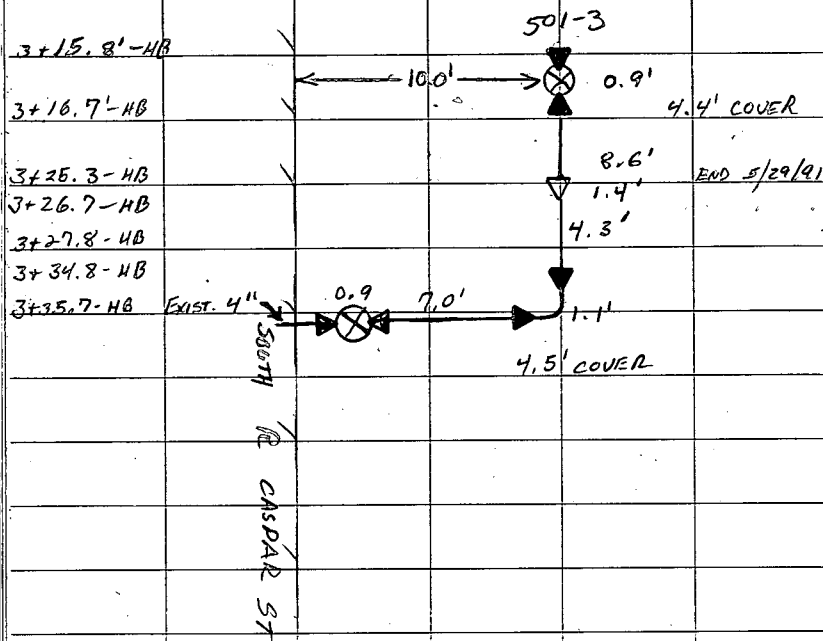 501-3
3+15.8'-HB
10.0' 0.9'
3+16.7'-HB 4.4' COVER
8.6'
3+25.3-HB END 5/29/91
1.4'
3+26.7-HB
4.3'
3+27.8-HB
3+34.8-HB
3+35.7-HB EXIST. 4" 0.9 7.0' 1.1'
4.5' COVER
SOUTH PL CASPAR ST